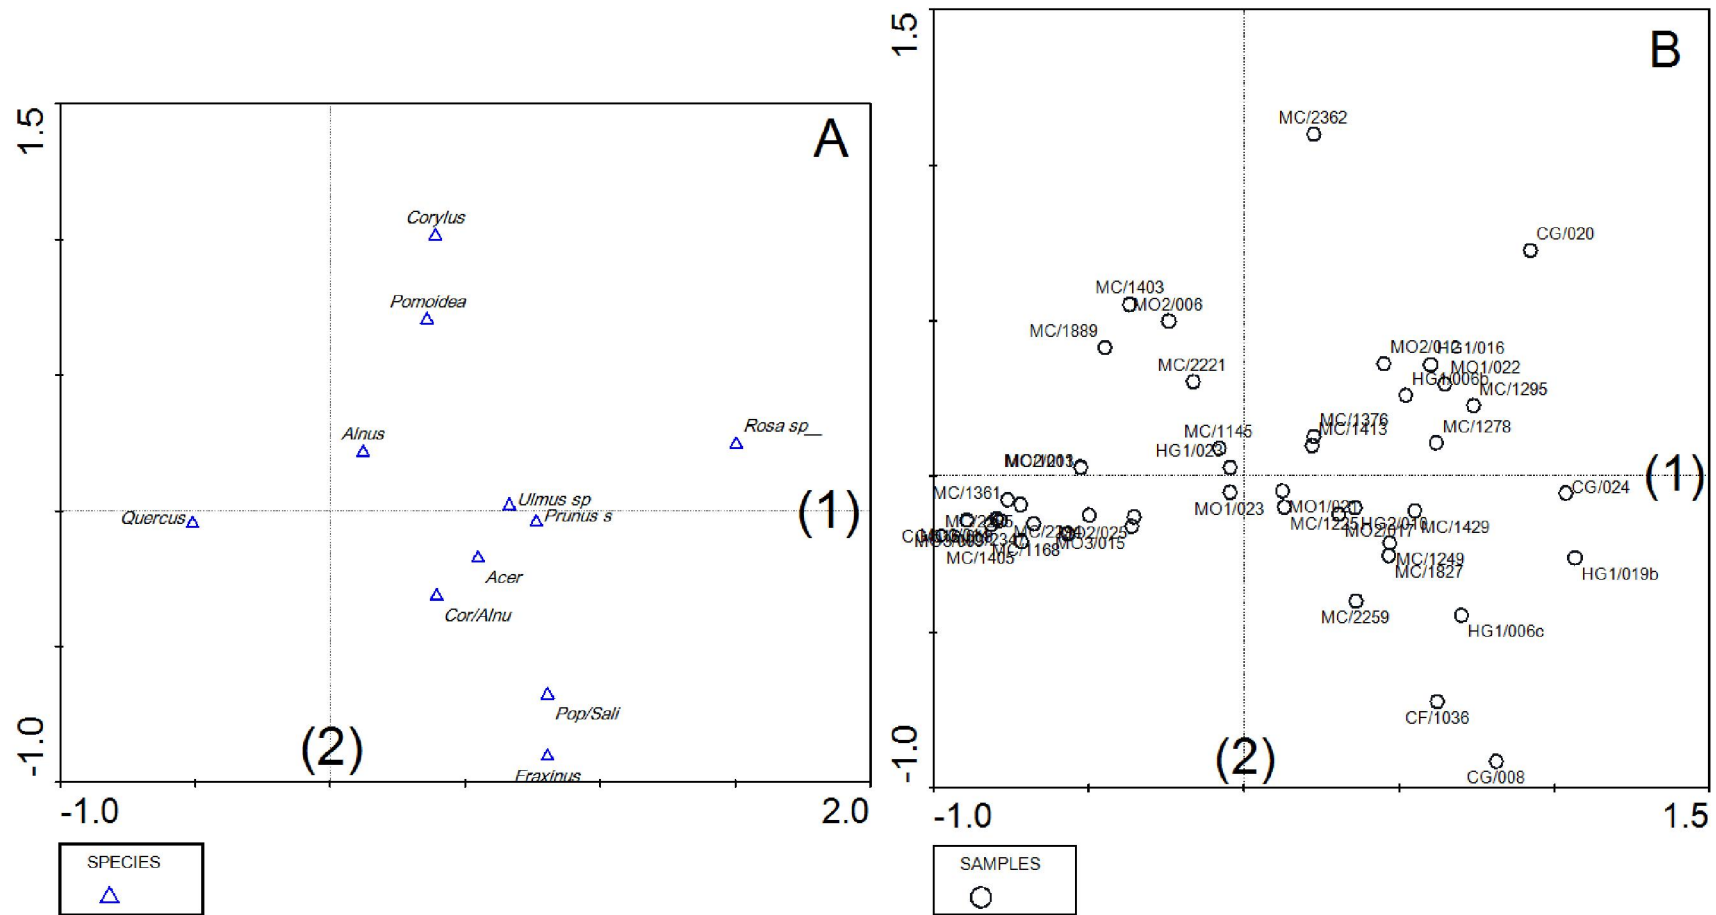 1.5
A
Corylus
Pomoidea
Rosa sp__
Alnus
Ulmus sp
Prunus s
(1)
Quercus
Acer
Cor/Alnu
Pop/Sali
(2)
Fraxinus
-1.0
-1.0
2.0
SPECIES
1.5
B
MC/2362
CG/020
MC/1403
MO2/006
MC/1889
MC/2221
MO2/012
HG1/016
MO1/022
HG1/006b
MC/1295
MC/1376
MC/1413
MC/1278
MC/1145
HG1/023
(1)
MC/1361
CG/024
MO1/023
MO1/021
MC/1225
HG2/010
MO2/017
MC/1429
MO2/025
MO3/015
MC/1168
MC/1405
MC/1249
MC/1827
HG1/019b
MC/2259
HG1/006c
CF/1036
(2)
CG/008
-1.0
-1.0
1.5
SAMPLES